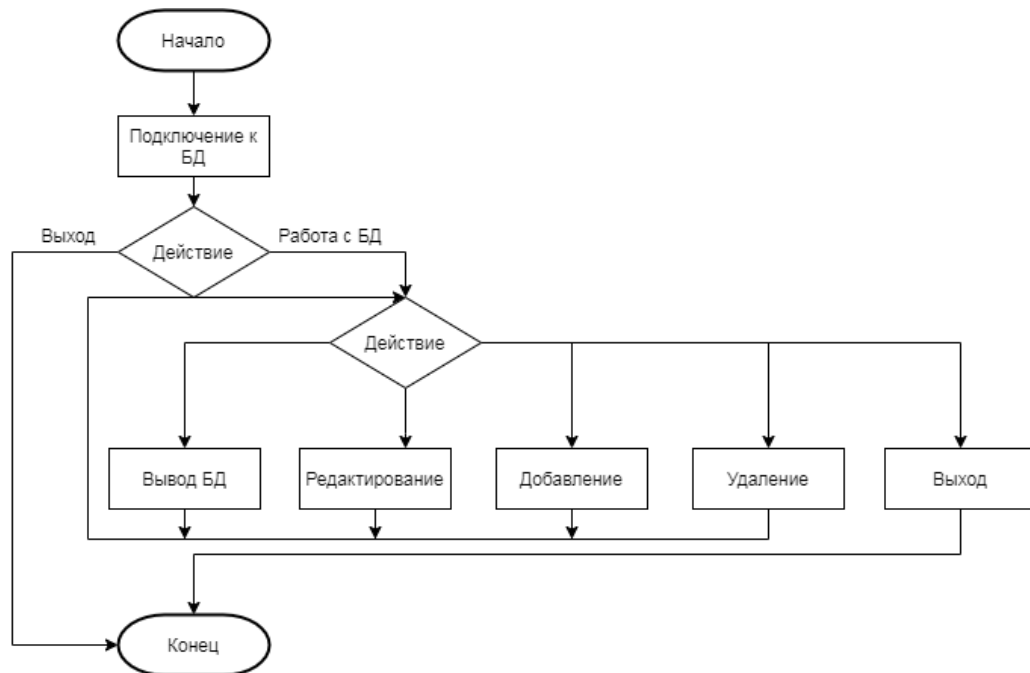 Начало
Подключение к
БД
Выход
Действие
Работа с БД
Действие
Вывод БД
Редактирование
Добавление
Удаление
Выход
Конец